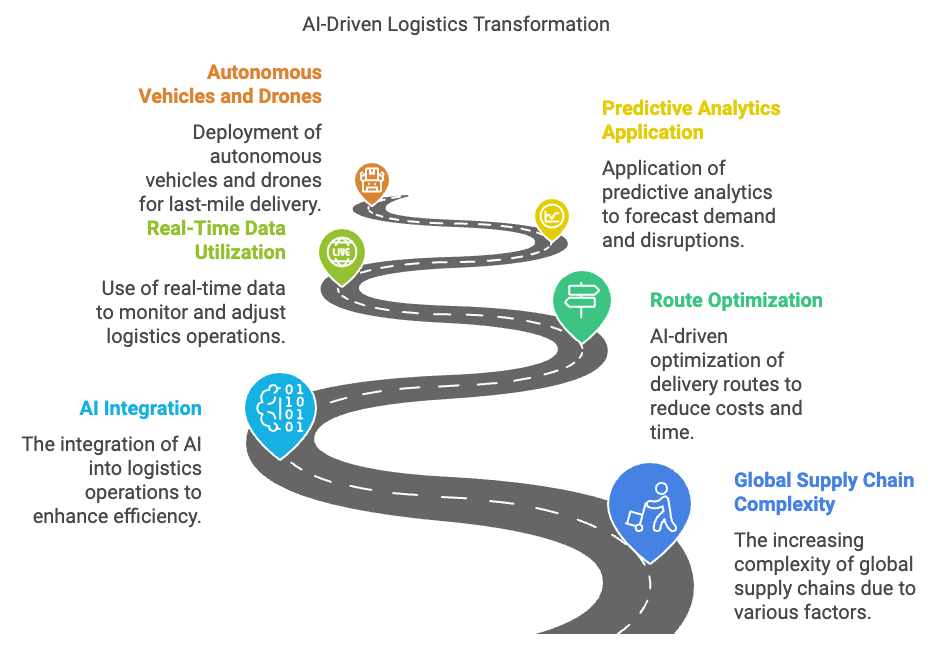 AI-Driven Logistics Transformation
Autonomous
Vehicles and Drones
Deployment of
autonomous
vehicles and drones
for last-mile delivery.
Predictive Analytics
Application
Application of
predictive analytics
to forecast demand
and disruptions.
Real-Time Data
Utilization
Use of real-time data
to monitor and adjust
logistics operations.
LIVE
Route Optimization
AI-driven
optimization of
delivery routes to
reduce costs and
time.
AI Integration
The integration of AI
into logistics
operations to
enhance efficiency.
01
10
01
01
Global Supply Chain
Complexity
The increasing
complexity of global
supply chains due to
various factors.